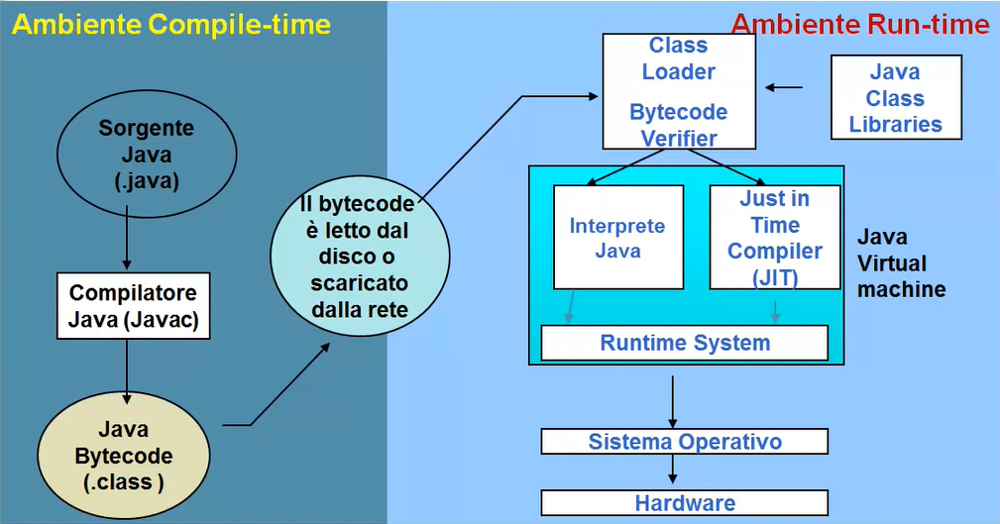 Ambiente Compile-time
Ambiente Run-time
Sorgente
Java
(.java)
Compilatore
Java (Javac)
Java
Bytecode
(.class )
Il bytecode
è letto dal
disco o
scaricato
dalla rete
Class
Loader
Bytecode
Verifier
Java
Class
Libraries
Interprete
Java
Just in
Time
Compiler
(JIT)
Java
Virtual
machine
Runtime System
Sistema Operativo
Hardware